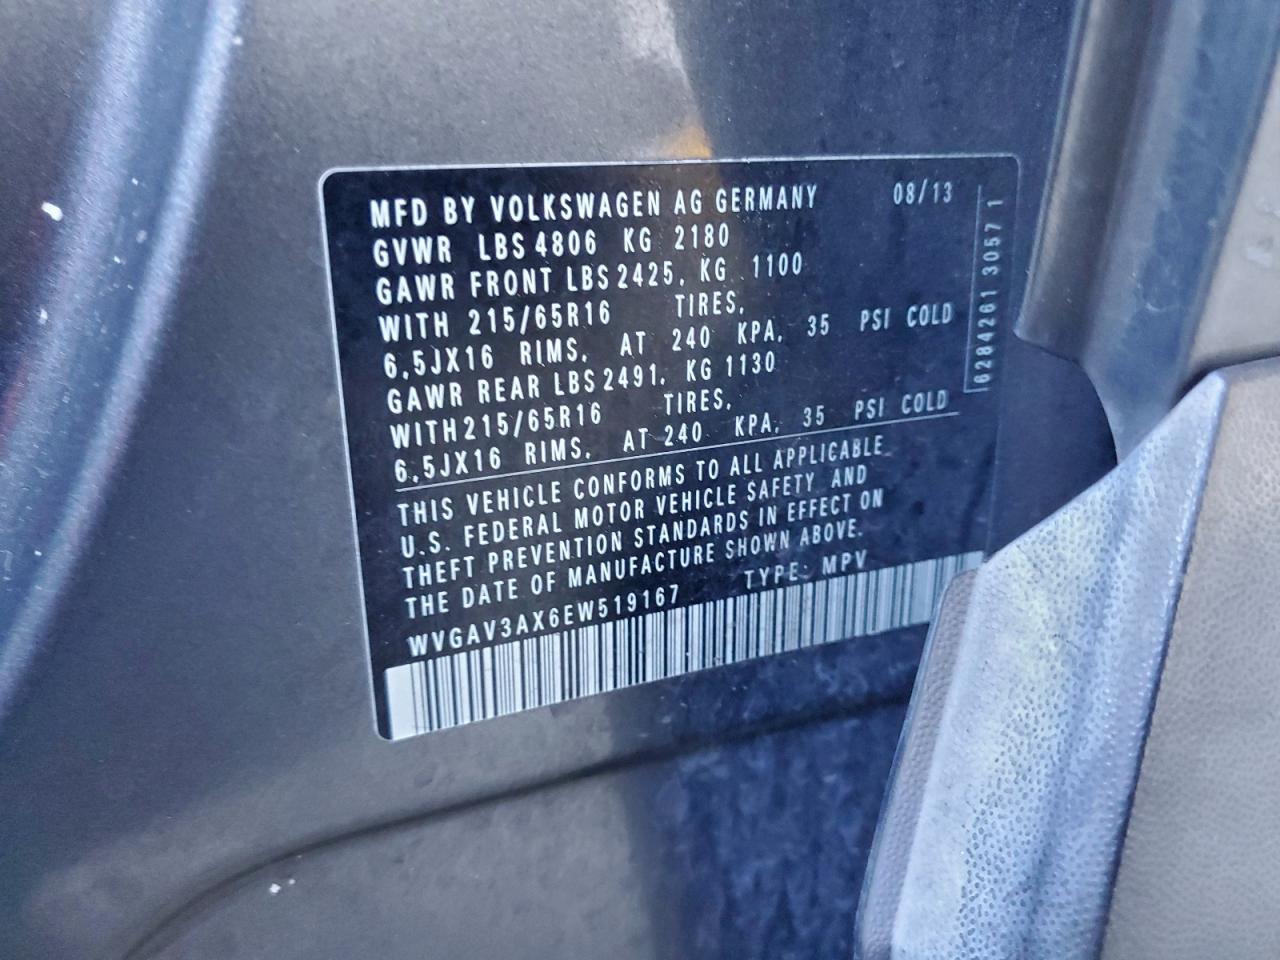 MFD BY VOLKSWAGEN AG GERMANY 08/13
GVWR LBS 4806 KG 2180
GAWR FRONT LBS 2425, KG 1100
WITH 215/65R16 TIRES,
6,5JX16 RIMS, AT 240 KPA, 35 PSI COLD
GAWR REAR LBS 2491, KG 1130
WITH 215/65R16 TIRES,
6,5JX16 RIMS, AT 240 KPA, 35 PSI COLD
THIS VEHICLE CONFORMS TO ALL APPLICABLE
U.S. FEDERAL MOTOR VEHICLE SAFETY AND
THEFT PREVENTION STANDARDS IN EFFECT ON
THE DATE OF MANUFACTURE SHOWN ABOVE.
WVGAV3AX6EW519167 TYPE: MPV
6284261 3057 1